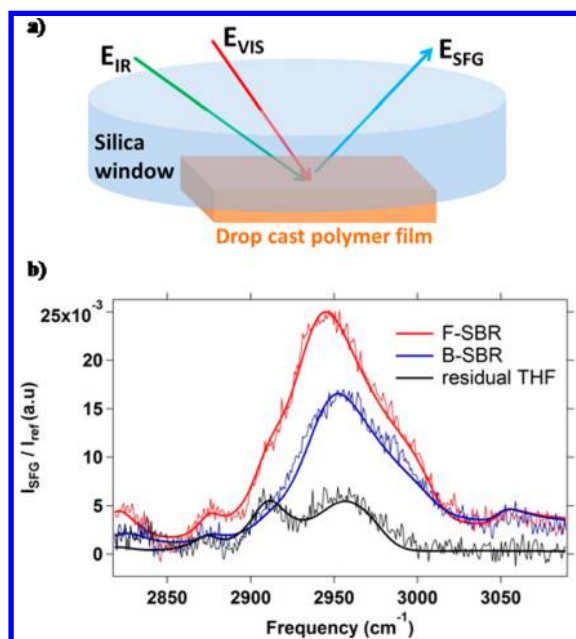 a)
E_IR
E_VIS
E_SFG
Silica
window
Drop cast polymer film
b)
25x10⁻³
20
15
10
5
0
I_SFG / I_ref (a.u)
F-SBR
B-SBR
residual THF
2850
2900
2950
3000
3050
Frequency (cm⁻¹)